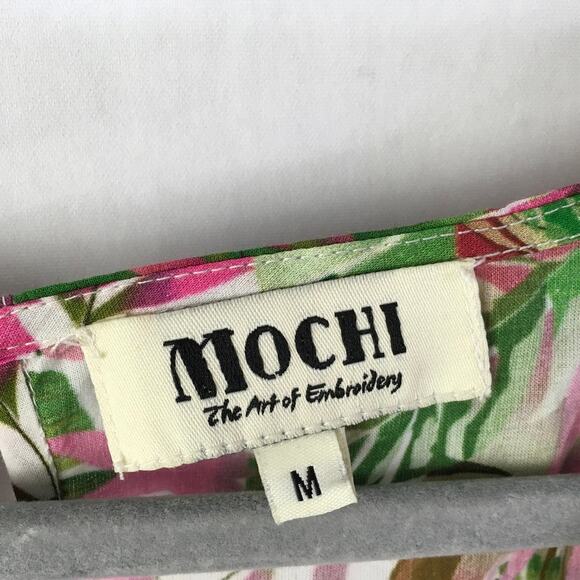 MOCHI
The Art of Embroidery
M